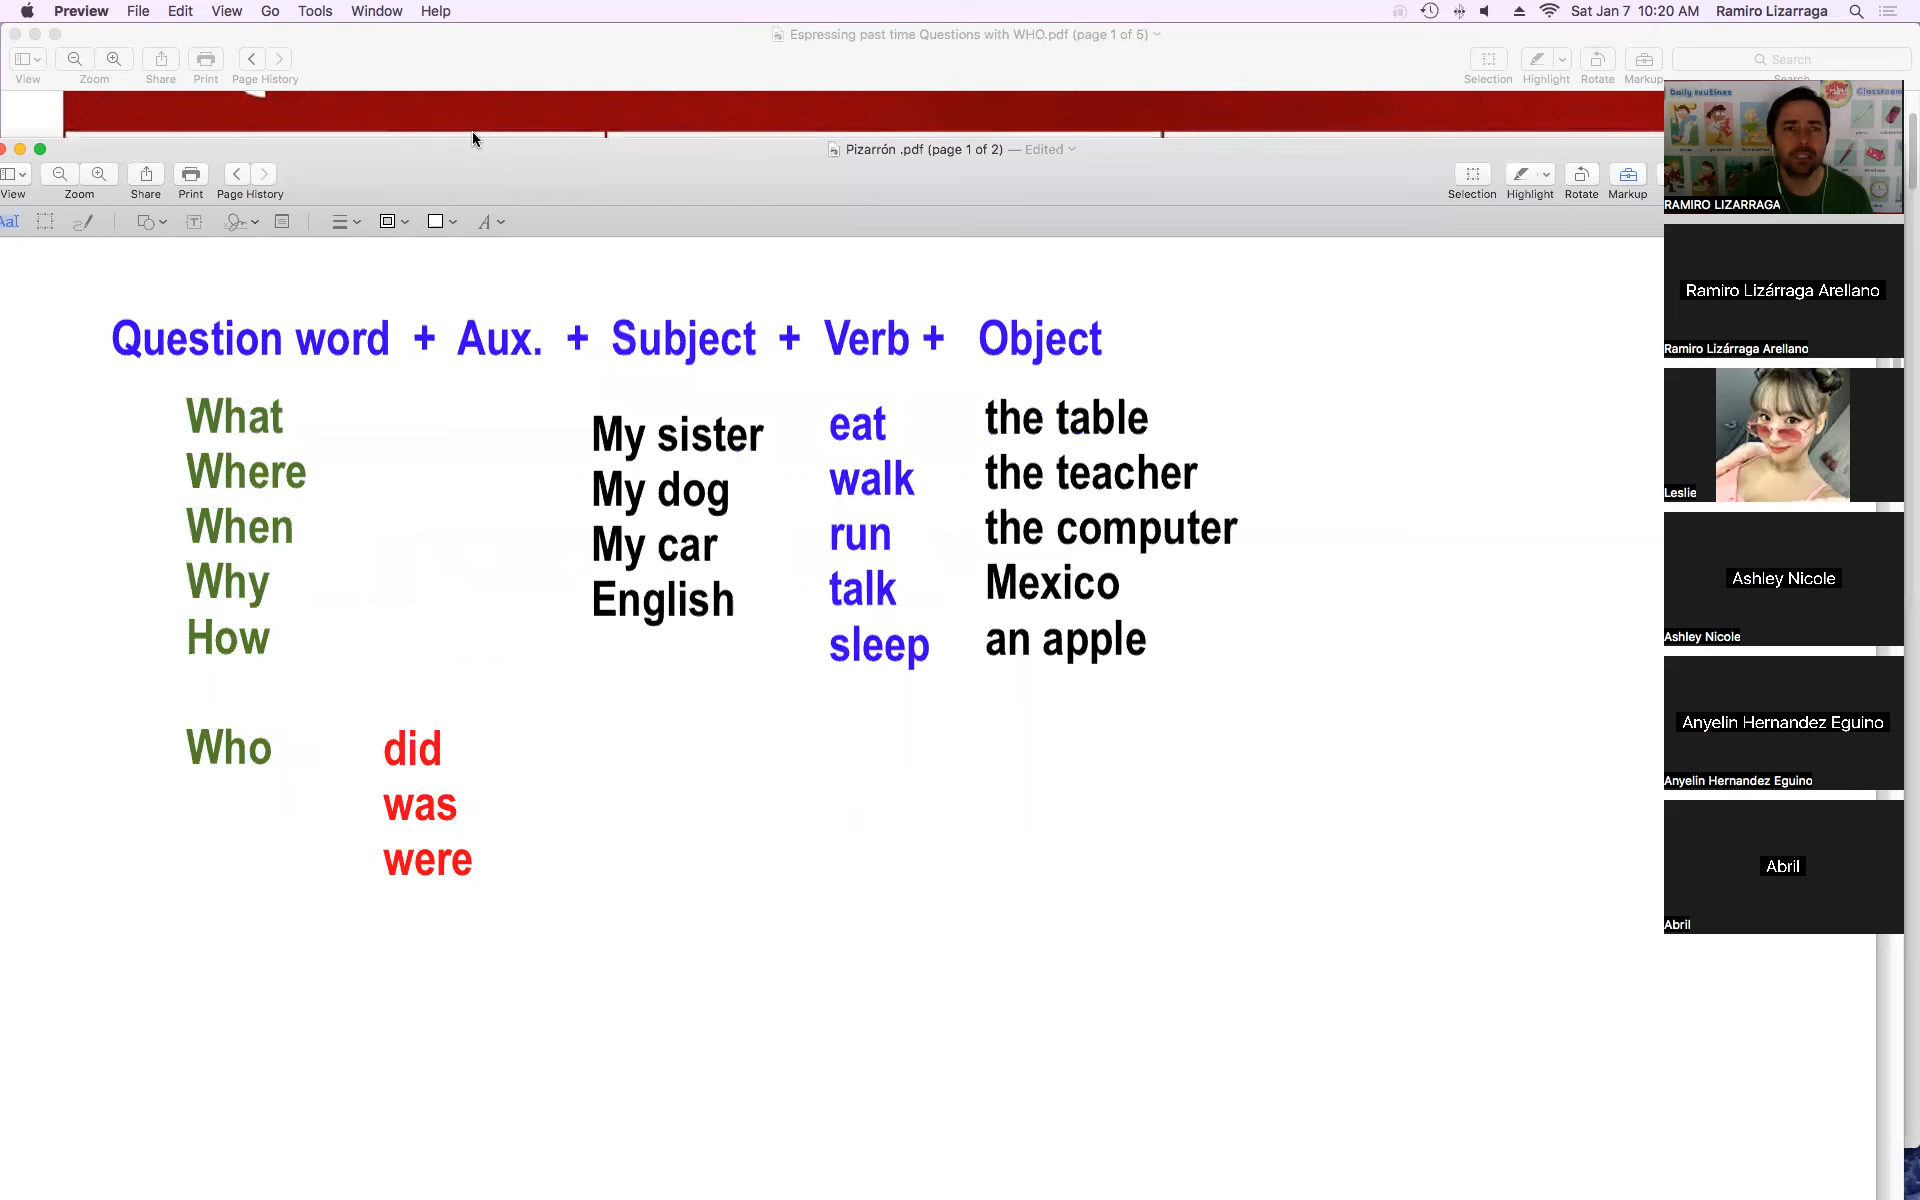 Preview File Edit View Go Tools Window Help Sat Jan 7 10:20 AM Ramiro Lizarraga
Espressing past time Questions with WHO.pdf (page 1 of 5)
Search
View Zoom Share Print Page History Selection Highlight Rotate Markup Search
Pizarrón .pdf (page 1 of 2) — Edited
View Zoom Share Print Page History Selection Highlight Rotate Markup
AaI T A
Question word + Aux. + Subject + Verb + Object
What My sister eat the table
Where My dog walk the teacher
When My car run the computer
Why English talk Mexico
How sleep an apple
Who did
was
were
Daily routines Classroom
RAMIRO LIZARRAGA
Ramiro Lizárraga Arellano
Ramiro Lizárraga Arellano
Leslie
Ashley Nicole
Ashley Nicole
Anyelin Hernandez Eguino
Anyelin Hernandez Eguino
Abril
Abril